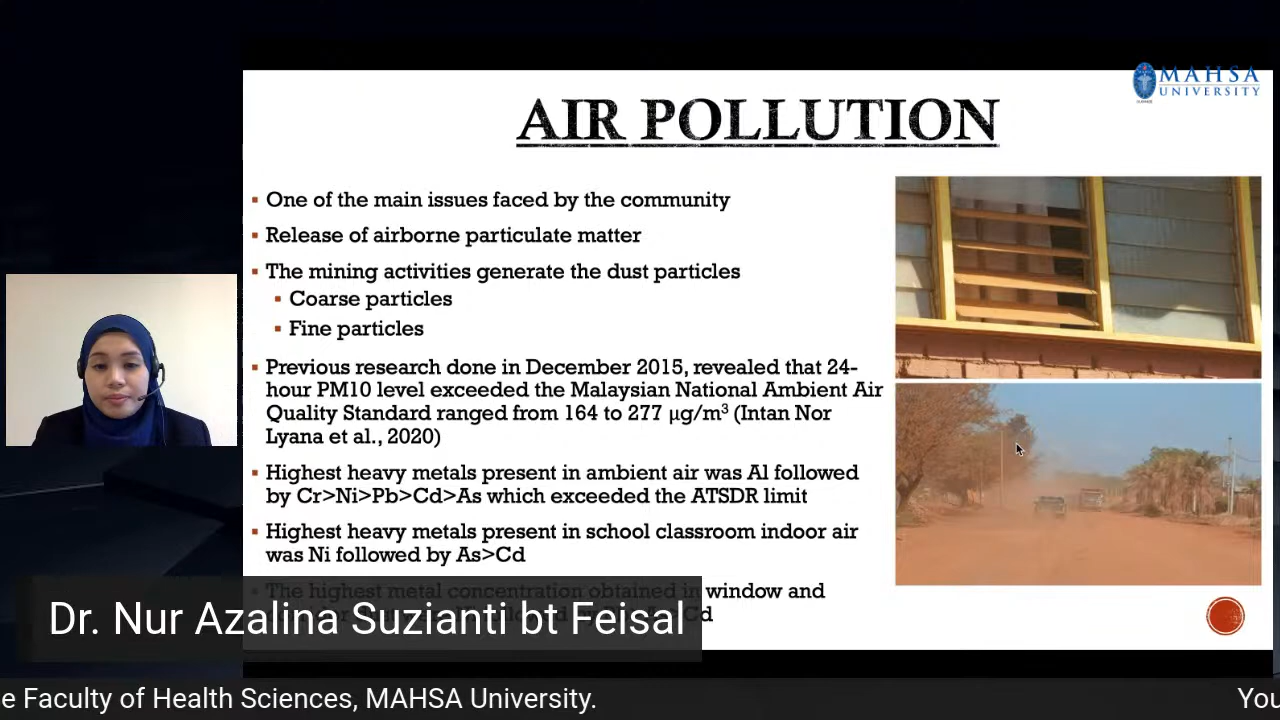 MAHSA
UNIVERSITY
AIR POLLUTION
▪ One of the main issues faced by the community
▪ Release of airborne particulate matter
▪ The mining activities generate the dust particles
▪ Coarse particles
▪ Fine particles
▪ Previous research done in December 2015, revealed that 24-
hour PM10 level exceeded the Malaysian National Ambient Air
Quality Standard ranged from 164 to 277 µg/m³ (Intan Nor
Lyana et al., 2020)
▪ Highest heavy metals present in ambient air was Al followed
by Cr>Ni>Pb>Cd>As which exceeded the ATSDR limit
▪ Highest heavy metals present in school classroom indoor air
was Ni followed by As>Cd
▪ The highest metal concentration obtained in window and
Dr. Nur Azalina Suzianti bt Feisal
e Faculty of Health Sciences, MAHSA University.
You